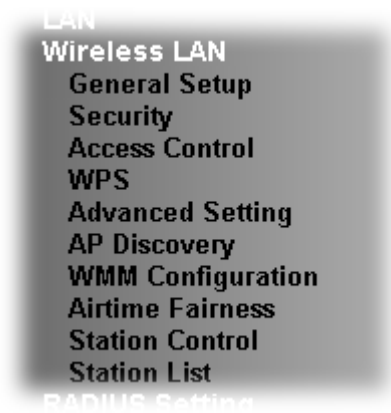 LAN
Wireless LAN
General Setup
Security
Access Control
WPS
Advanced Setting
AP Discovery
WMM Configuration
Airtime Fairness
Station Control
Station List
RADIUS Setting